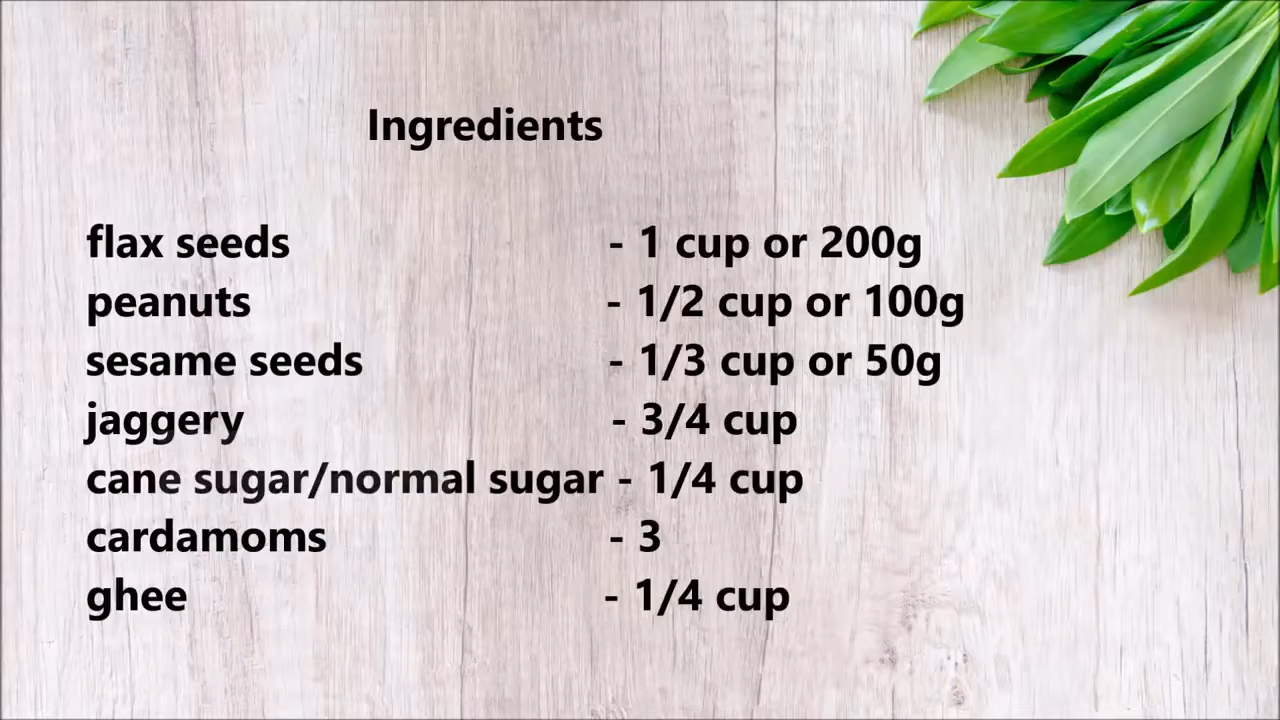 Ingredients
flax seeds - 1 cup or 200g
peanuts - 1/2 cup or 100g
sesame seeds - 1/3 cup or 50g
jaggery - 3/4 cup
cane sugar/normal sugar - 1/4 cup
cardamoms - 3
ghee - 1/4 cup